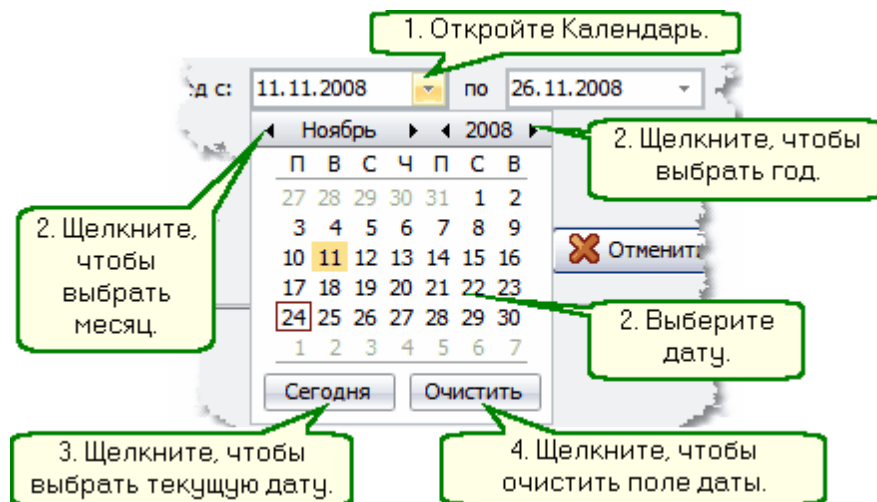 1. Откройте Календарь.
д с: 11.11.2008 по 26.11.2008
Ноябрь 2008
2. Щелкните, чтобы
выбрать год.
П В С Ч П С В
27 28 29 30 31 1 2
3 4 5 6 7 8 9
10 11 12 13 14 15 16
17 18 19 20 21 22 23
24 25 26 27 28 29 30
1 2 3 4 5 6 7
2. Щелкните,
чтобы
выбрать
месяц.
Отменить
2. Выберите
дату.
Сегодня Очистить
3. Щелкните, чтобы
выбрать текущую дату.
4. Щелкните, чтобы
очистить поле даты.